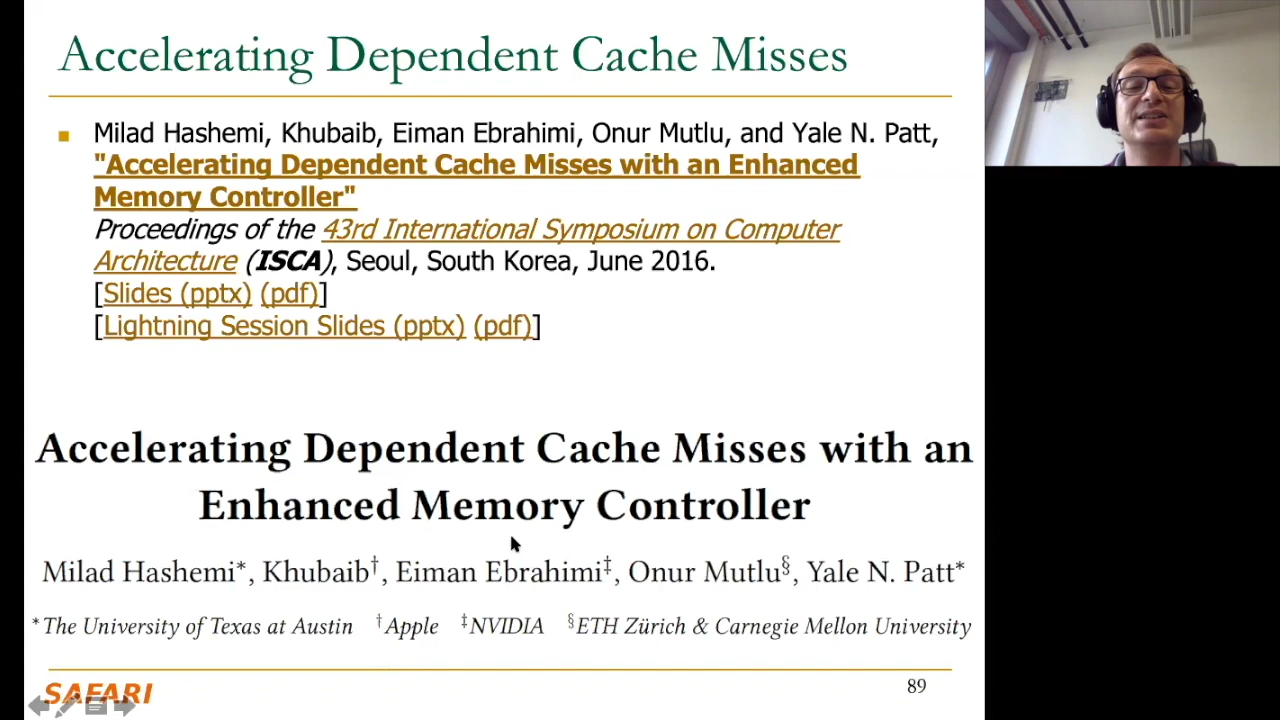 Accelerating Dependent Cache Misses
Milad Hashemi, Khubaib, Eiman Ebrahimi, Onur Mutlu, and Yale N. Patt,
"Accelerating Dependent Cache Misses with an Enhanced
Memory Controller"
Proceedings of the 43rd International Symposium on Computer
Architecture (ISCA), Seoul, South Korea, June 2016.
[Slides (pptx) (pdf)]
[Lightning Session Slides (pptx) (pdf)]
Accelerating Dependent Cache Misses with an
Enhanced Memory Controller
Milad Hashemi*, Khubaib†, Eiman Ebrahimi‡, Onur Mutlu§, Yale N. Patt*
*The University of Texas at Austin †Apple ‡NVIDIA §ETH Zürich & Carnegie Mellon University
SAFARI
89